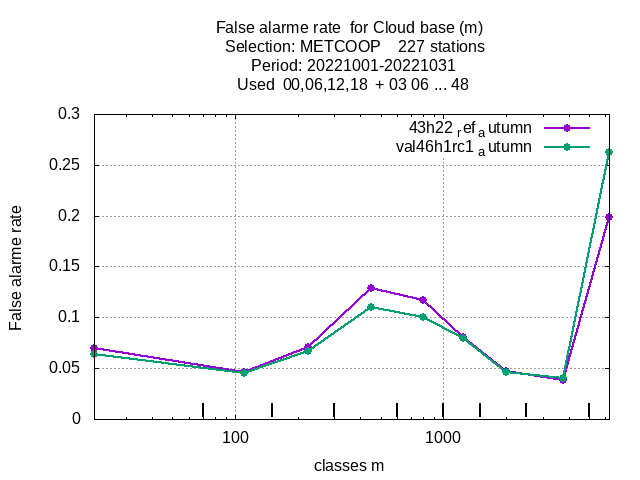 False alarme rate  for Cloud base (m)
Selection: METCOOP    227 stations
Period: 20221001-20221031
Used  00,06,12,18  + 03 06 ... 48
43h22 ref autumn
val46h1rc1 autumn
0.3
0.25
0.2
0.15
0.1
0.05
0
False alarme rate
100
1000
classes m